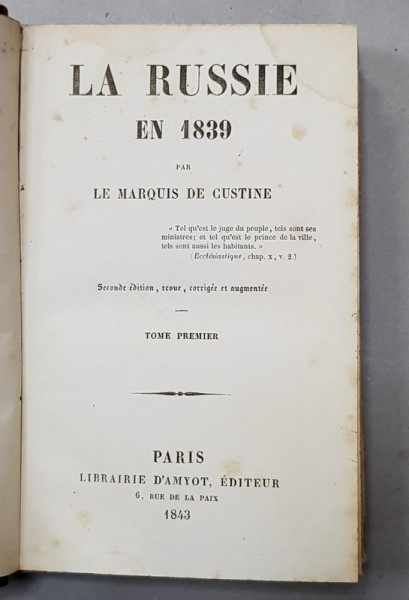 LA RUSSIE
EN 1839
PAR
LE MARQUIS DE CUSTINE
« Tel qu'est le juge du peuple, tels sont ses
ministres; et tel qu'est le prince de la ville,
tels sont aussi les habitants. »
(Ecclésiastique, chap. x, v. 2.)
Seconde édition, revue, corrigée et augmentée
TOME PREMIER
PARIS
LIBRAIRIE D'AMYOT, ÉDITEUR
6, RUE DE LA PAIX
1843